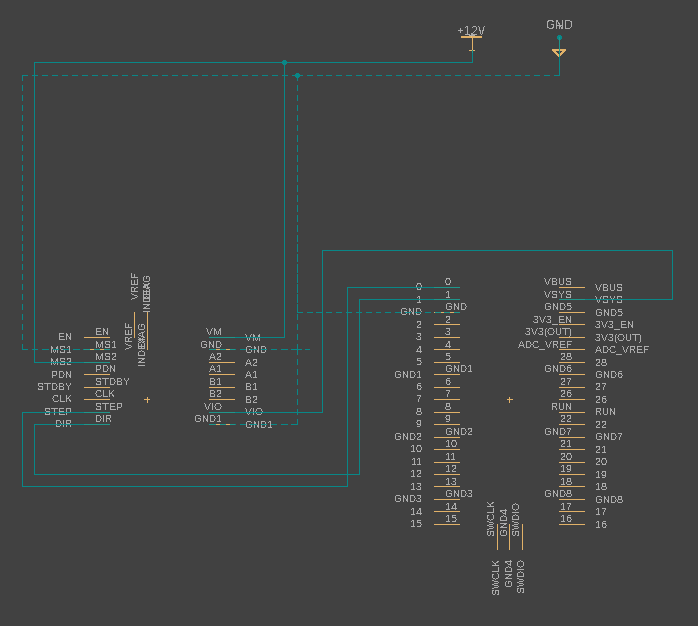 +12V
GND
VREF
INDEX
DIAG
VREF
INDEX
DIAG
EN EN
MS1 MS1
MS2 MS2
PDN PDN
STDBY STDBY
CLK CLK
STEP STEP
DIR DIR
VM VM
GND GND
A2 A2
A1 A1
B1 B1
B2 B2
VIO VIO
GND1 GND1
0 0
1 1
GND GND
2 2
3 3
4 4
5 5
GND1 GND1
6 6
7 7
8 8
9 9
GND2 GND2
10 10
11 11
12 12
13 13
GND3 GND3
14 14
15 15
VBUS VBUS
VSYS VSYS
GND5 GND5
3V3_EN 3V3_EN
3V3(OUT) 3V3(OUT)
ADC_VREF ADC_VREF
28 28
GND6 GND6
27 27
26 26
RUN RUN
22 22
GND7 GND7
21 21
20 20
19 19
18 18
GND8 GND8
17 17
16 16
SWCLK
GND4
SWDIO
SWCLK
GND4
SWDIO